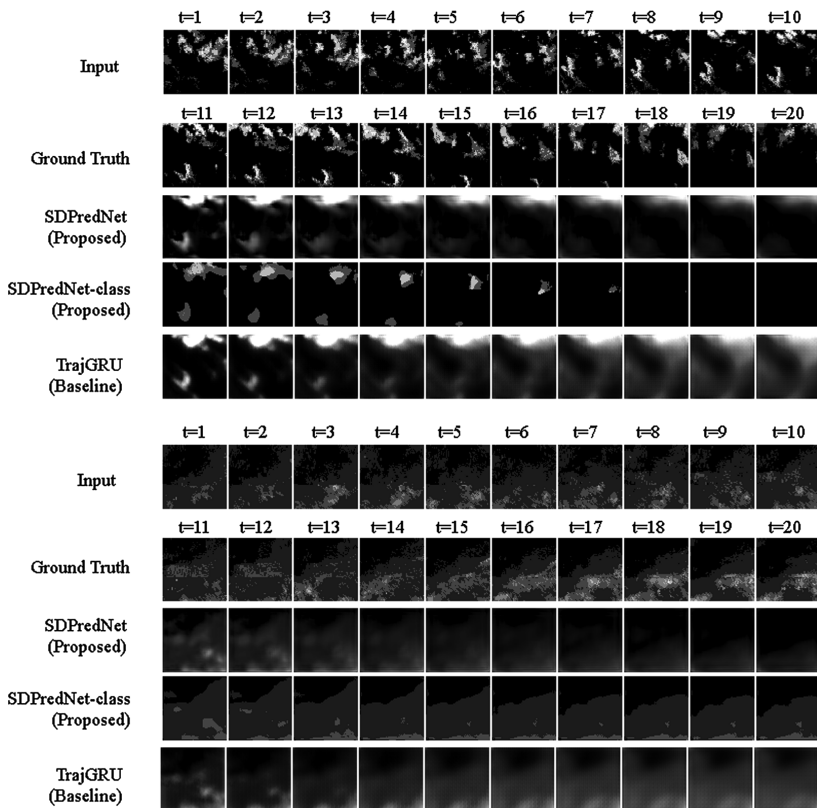 t=1 t=2 t=3 t=4 t=5 t=6 t=7 t=8 t=9 t=10
Input
t=11 t=12 t=13 t=14 t=15 t=16 t=17 t=18 t=19 t=20
Ground Truth
SDPredNet
(Proposed)
SDPredNet-class
(Proposed)
TrajGRU
(Baseline)
t=1 t=2 t=3 t=4 t=5 t=6 t=7 t=8 t=9 t=10
Input
t=11 t=12 t=13 t=14 t=15 t=16 t=17 t=18 t=19 t=20
Ground Truth
SDPredNet
(Proposed)
SDPredNet-class
(Proposed)
TrajGRU
(Baseline)